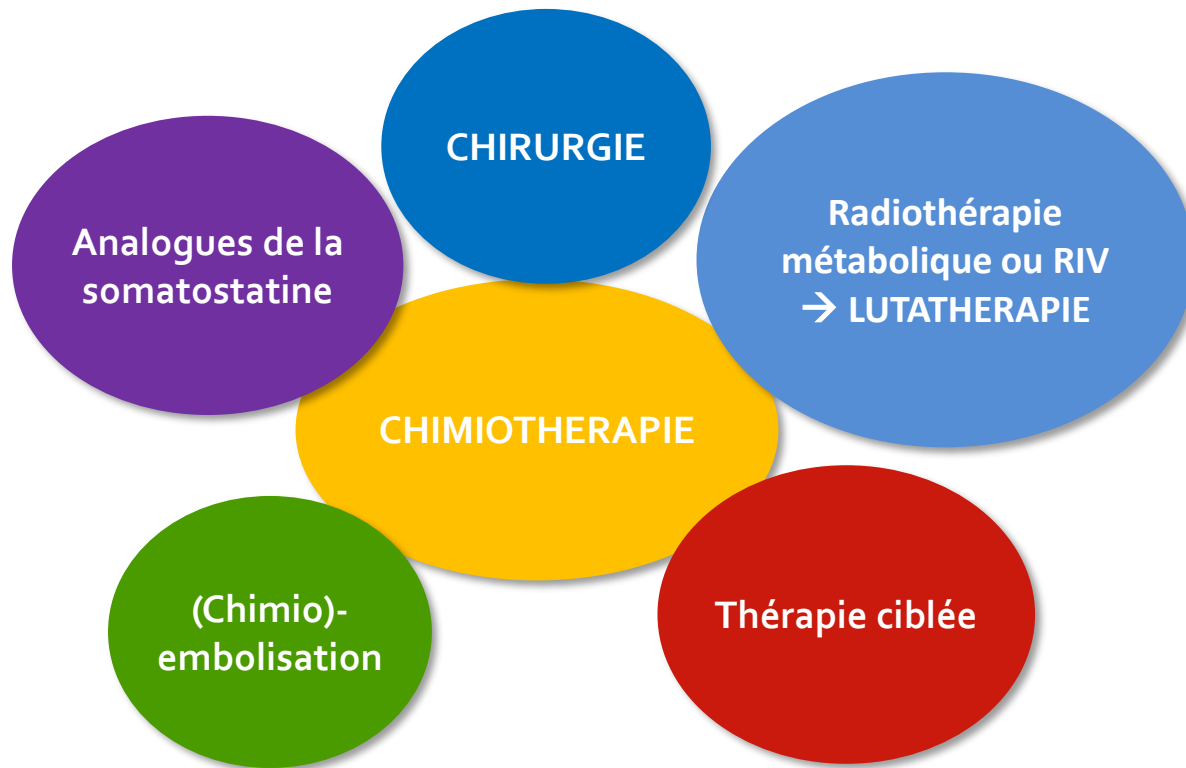 CHIRURGIE
Analogues de la
somatostatine
Radiothérapie
métabolique ou RIV
→ LUTATHERAPIE
CHIMIOTHERAPIE
(Chimio)-
embolisation
Thérapie ciblée